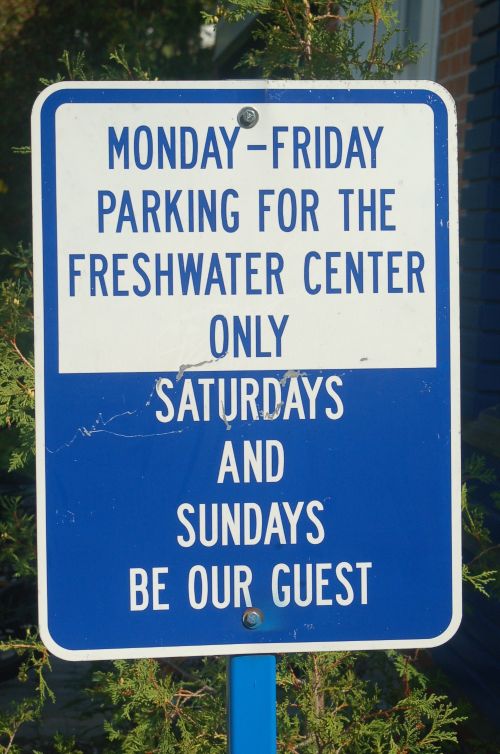 MONDAY-FRIDAY
PARKING FOR THE
FRESHWATER CENTER
ONLY
SATURDAYS
AND
SUNDAYS
BE OUR GUEST